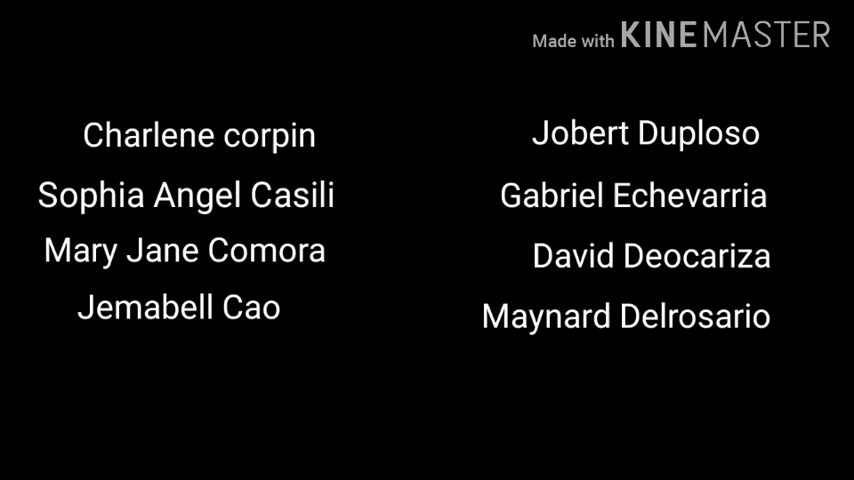 Made with KINEMASTER
Charlene corpin
Sophia Angel Casili
Mary Jane Comora
Jemabell Cao
Jobert Duploso
Gabriel Echevarria
David Deocariza
Maynard Delrosario